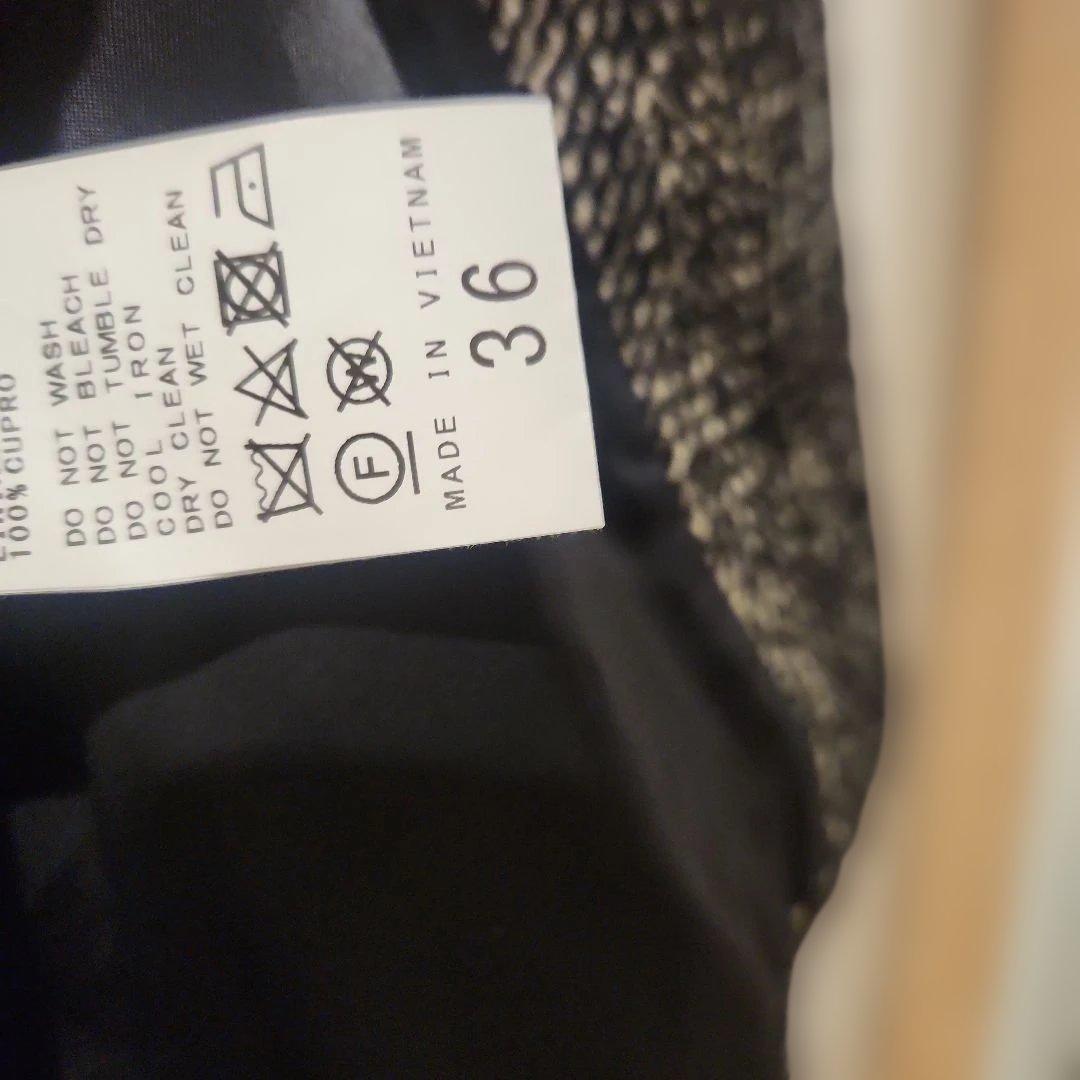 100% CUPRO
DO NOT WASH
DO NOT BLEACH
DO NOT TUMBLE DRY
DO NOT IRON
COOL
DRY CLEAN
DO NOT WET CLEAN
F W
MADE IN VIETNAM
36